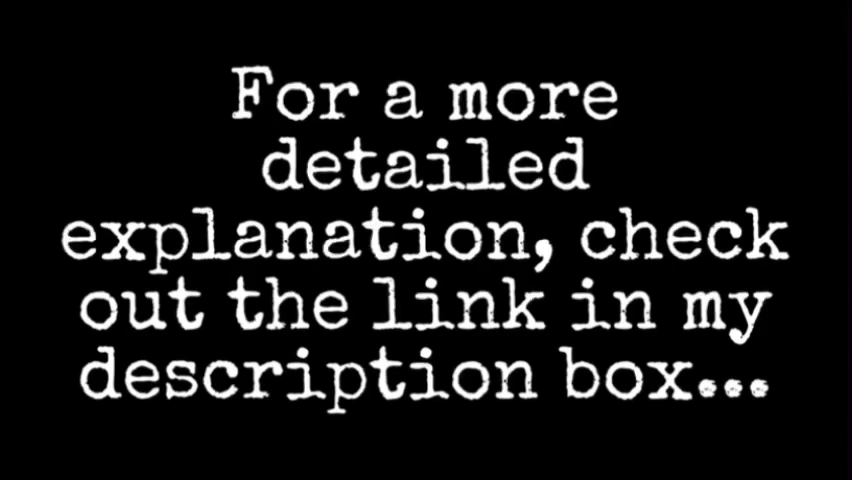 For a more
detailed
explanation, check
out the link in my
description box...